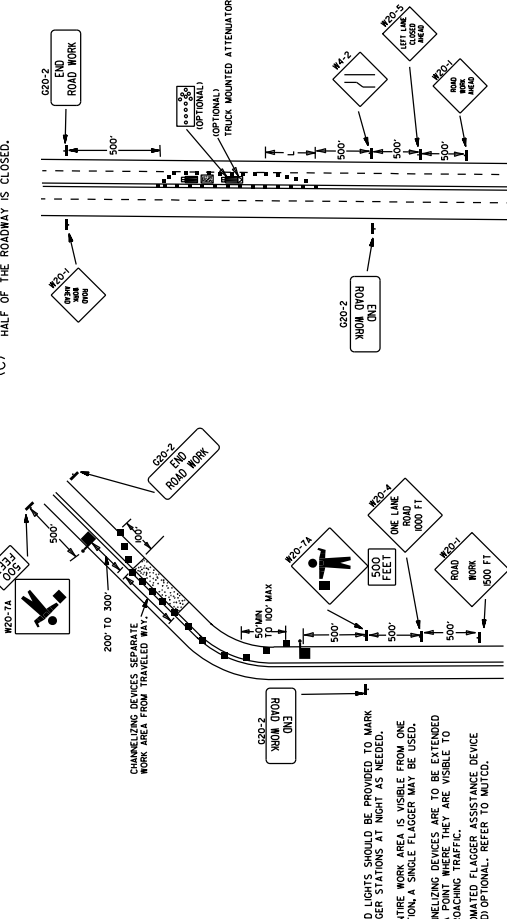 (C) HALF OF THE ROADWAY IS CLOSED.
G20-2
END
ROAD WORK
500'
W20-1
ROAD
WORK
AHEAD
(OPTIONAL)
(OPTIONAL)
TRUCK MOUNTED ATTENUATOR
L
500'
500'
500'
W4-2
W20-5
LEFT LANE
CLOSED
AHEAD
W20-1
ROAD
WORK
AHEAD
G20-2
END
ROAD WORK
500
FEET
W20-7A
500'
G20-2
END
ROAD WORK
200' TO 300'
100'
CHANNELIZING DEVICES SEPARATE
WORK AREA FROM TRAVELED WAY.
50'MIN
TO 100' MAX
W20-7A
500
FEET
W20-4
ONE LANE
ROAD
1000 FT
W20-1
ROAD
WORK
1500 FT
500'
500'
500'
G20-2
END
ROAD WORK
D LIGHTS SHOULD BE PROVIDED TO MARK
GER STATIONS AT NIGHT AS NEEDED.
TIRE WORK AREA IS VISIBLE FROM ONE
TION, A SINGLE FLAGGER MAY BE USED.
NELIZING DEVICES ARE TO BE EXTENDED
A POINT WHERE THEY ARE VISIBLE TO
OACHING TRAFFIC.
OMATED FLAGGER ASSISTANCE DEVICE
D) OPTIONAL. REFER TO MUTCD.